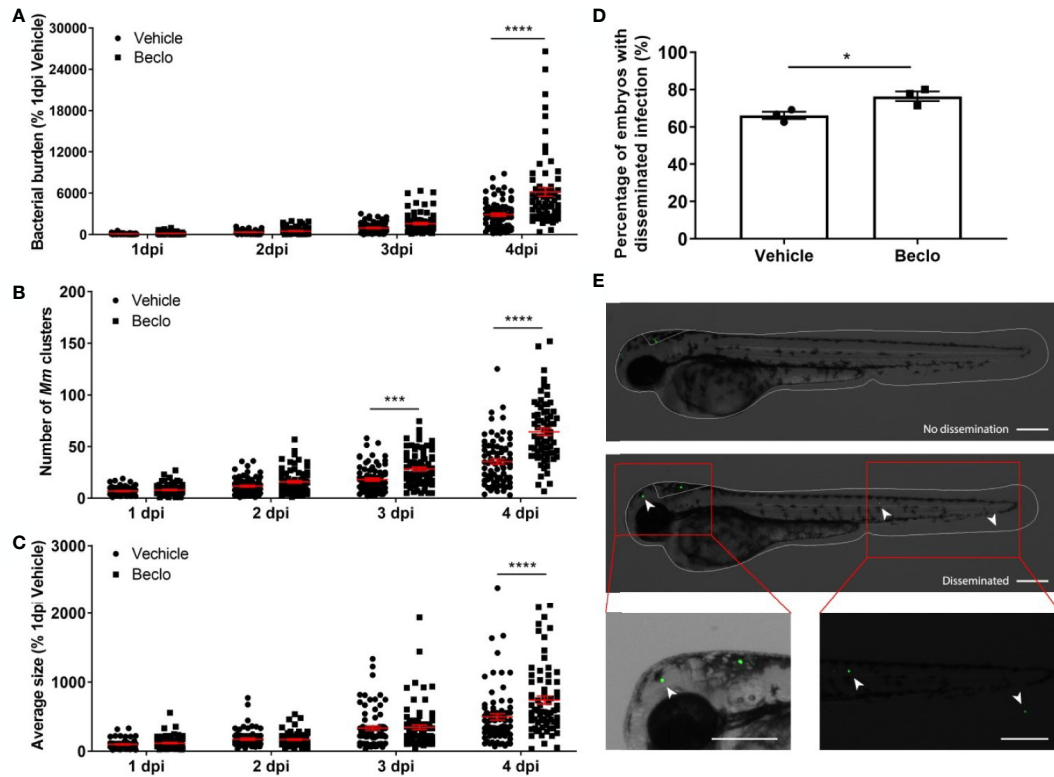 A
30000
24000
18000
12000
6000
0
Bacterial burden (% 1dpi Vehicle)
Vehicle
Beclo
****
1dpi
2dpi
3dpi
4dpi
B
200
150
100
50
0
Number of Mm clusters
Vehicle
Beclo
***
****
1 dpi
2 dpi
3 dpi
4 dpi
C
3000
2000
1000
0
Average size (% 1dpi Vehicle)
Vechicle
Beclo
****
1 dpi
2 dpi
3 dpi
4 dpi
D
100
80
60
40
20
0
Percentage of embryos with
disseminated infection (%)
*
Vehicle
Beclo
E
No dissemination
Disseminated